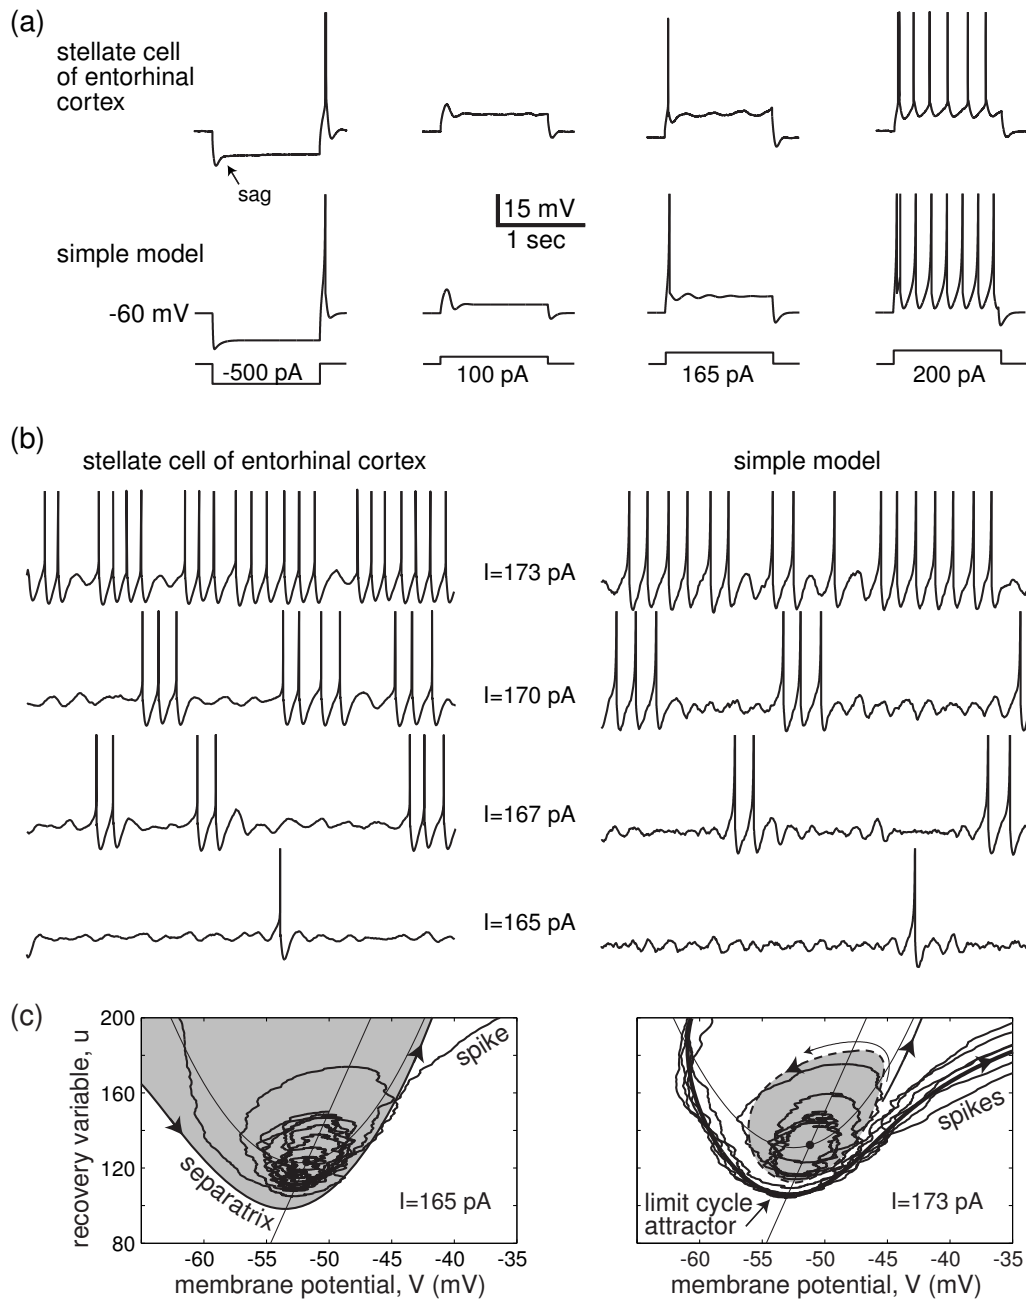 (a)
stellate cell
of entorhinal
cortex
sag
15 mV
1 sec
simple model
-60 mV
-500 pA
100 pA
165 pA
200 pA
(b)
stellate cell of entorhinal cortex
simple model
I=173 pA
I=170 pA
I=167 pA
I=165 pA
(c)
recovery variable, u
200
160
120
80
spike
separatrix
I=165 pA
-60
-55
-50
-45
-40
-35
membrane potential, V (mV)
spikes
limit cycle
attractor
I=173 pA
-60
-55
-50
-45
-40
-35
membrane potential, V (mV)